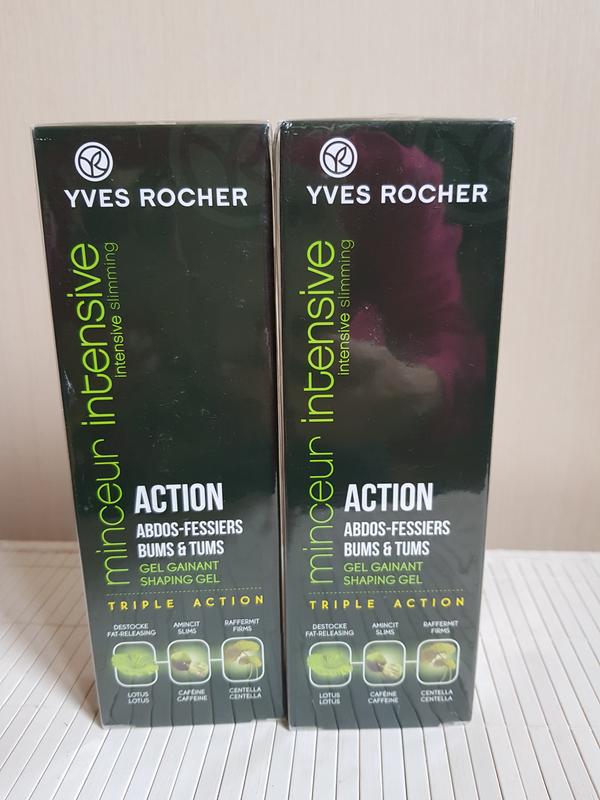 YVES ROCHER
minceur intensive
intensive slimming
ACTION
ABDOS-FESSIERS
BUMS & TUMS
GEL GAINANT
SHAPING GEL
TRIPLE ACTION
DESTOCKE AMINCIT RAFFERMIT
FAT-RELEASING SLIMS FIRMS
LOTUS CAFÉINE CENTELLA
LOTUS CAFFEINE CENTELLA
YVES ROCHER
minceur intensive
intensive slimming
ACTION
ABDOS-FESSIERS
BUMS & TUMS
GEL GAINANT
SHAPING GEL
TRIPLE ACTION
DESTOCKE AMINCIT RAFFERMIT
FAT-RELEASING SLIMS FIRMS
LOTUS CAFÉINE CENTELLA
LOTUS CAFFEINE CENTELLA